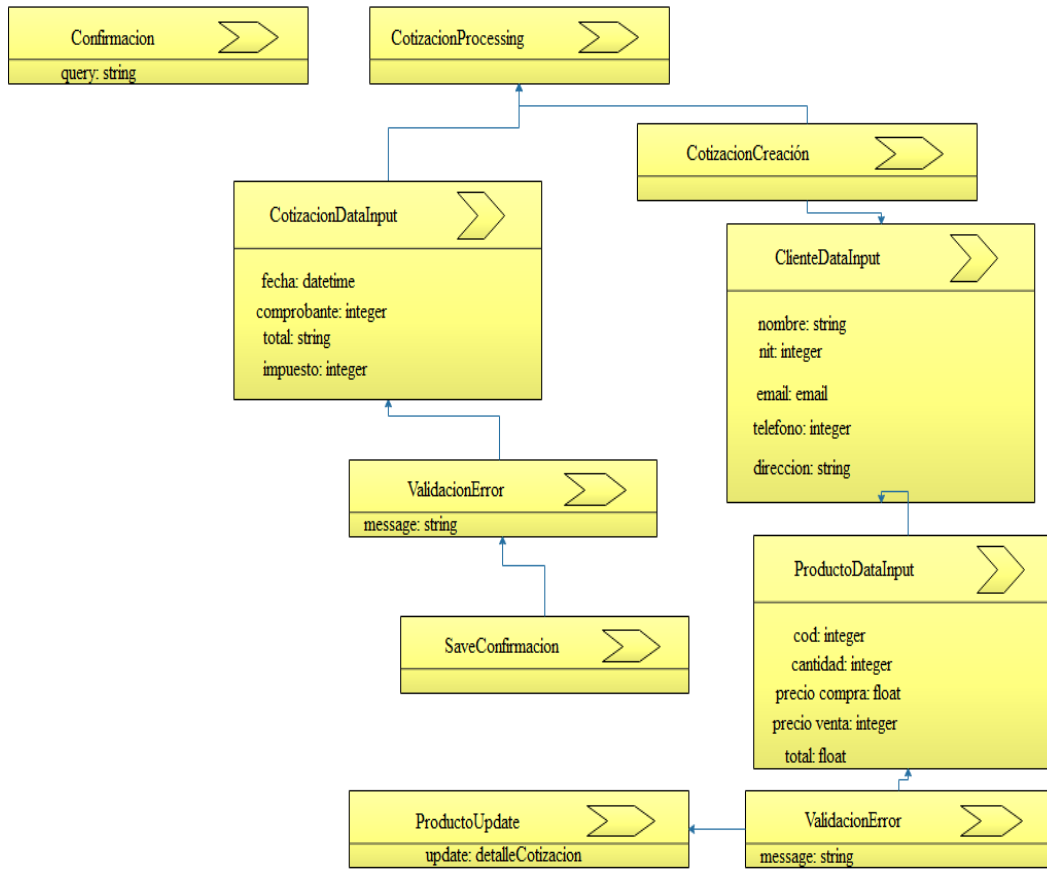 Confirmacion
query: string
CotizacionProcessing
CotizacionCreación
CotizacionDataInput
fecha: datetime
comprobante: integer
total: string
impuesto: integer
ClienteDataInput
nombre: string
nit: integer
email: email
telefono: integer
direccion: string
ValidacionError
message: string
ProductoDataInput
cod: integer
cantidad: integer
precio compra: float
precio venta: integer
total: float
SaveConfirmacion
ProductoUpdate
update: detalleCotizacion
ValidacionError
message: string